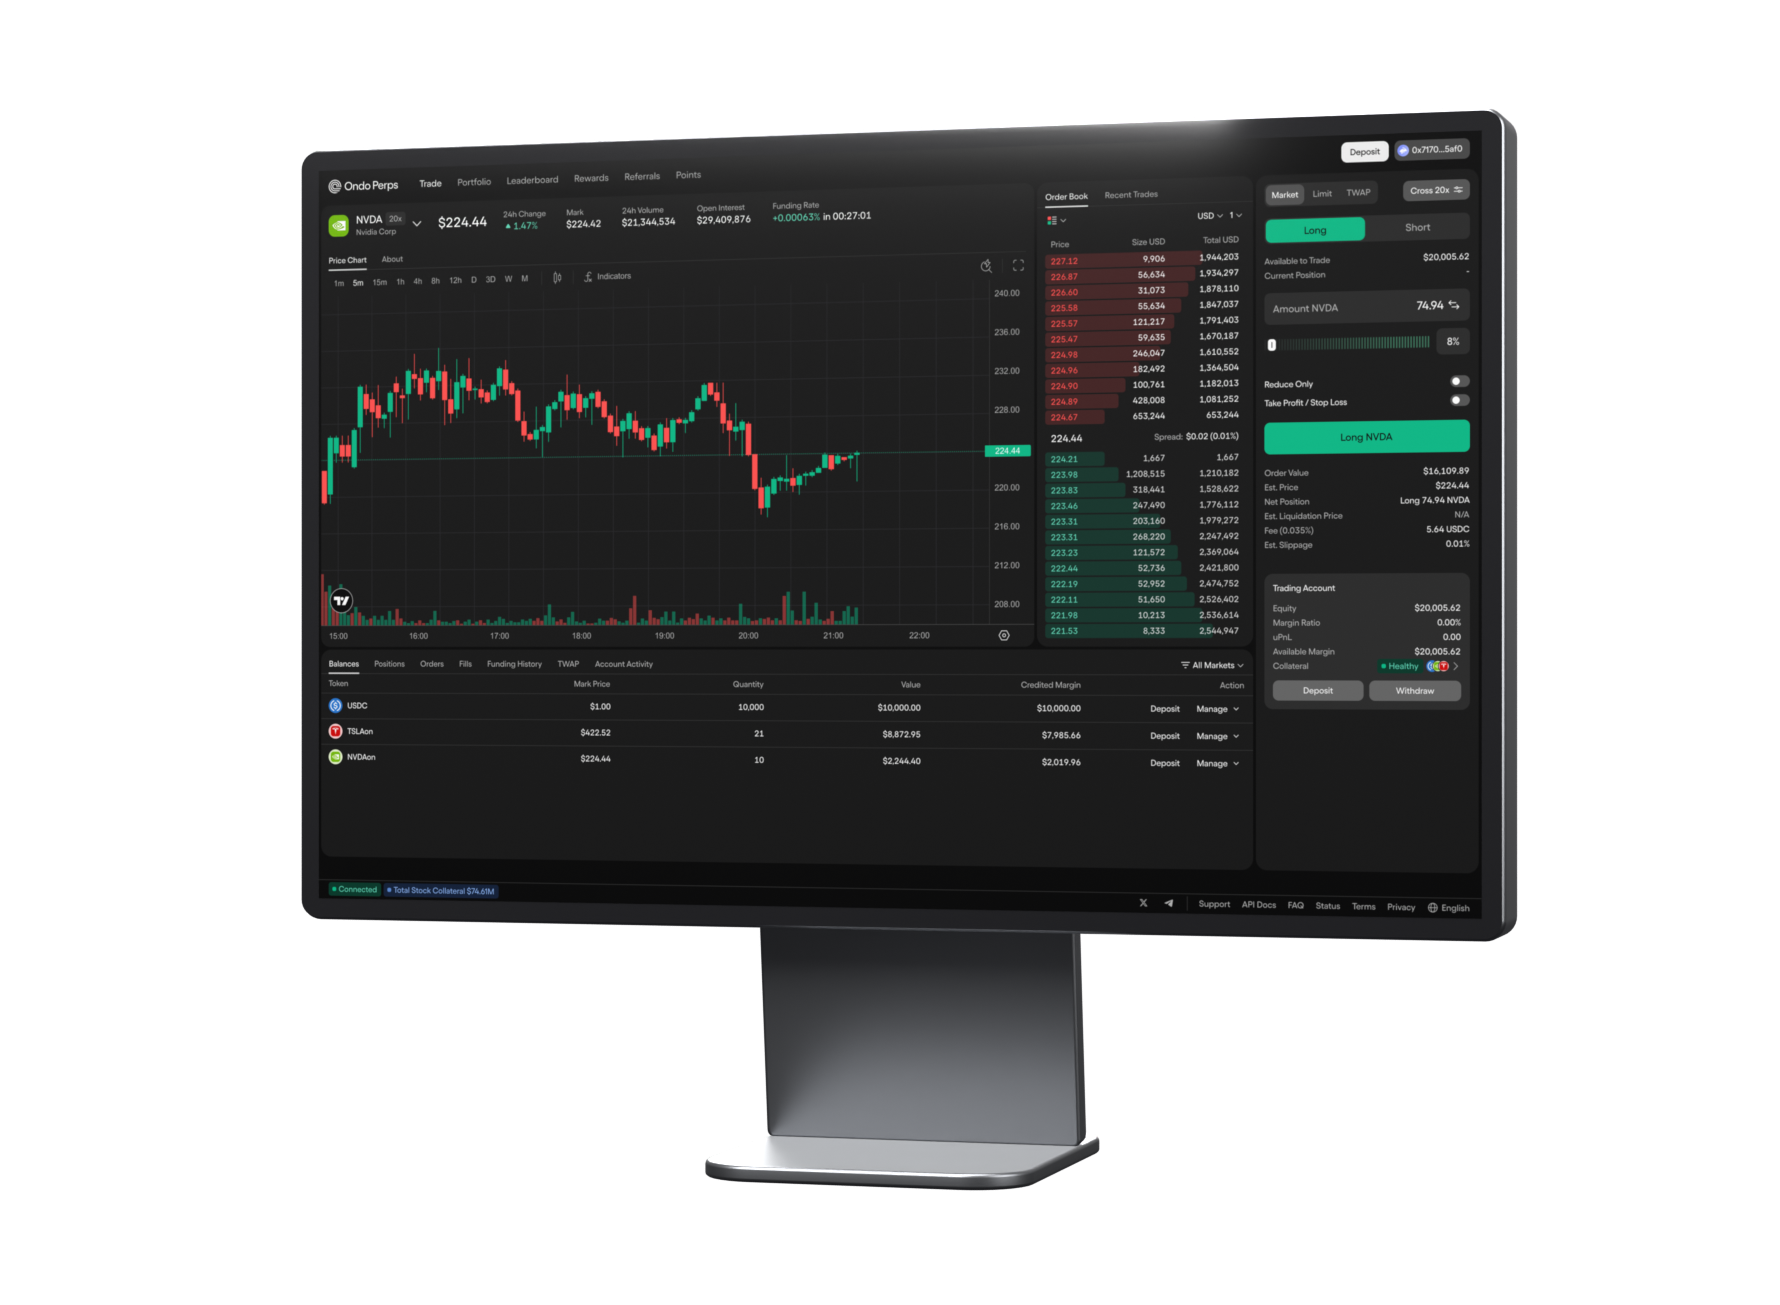 Deposit 0x7170...5af0
Ondo Perps Trade Portfolio Leaderboard Rewards Referrals Points
NVDA 20x
Nvidia Corp
$224.44
24h Change
1.47%
Mark
$224.42
24h Volume
$21,344,534
Open Interest
$29,409,876
Funding Rate
+0.00063% in 00:27:01
Price Chart About
1m 5m 15m 1h 4h 8h 12h D 3D W M Indicators
240.00
236.00
232.00
228.00
224.44
220.00
216.00
212.00
208.00
15:00 16:00 17:00 18:00 19:00 20:00 21:00 22:00
Order Book Recent Trades
USD 1
Price Size USD Total USD
227.12 9,906 1,944,203
226.87 56,634 1,934,297
226.60 31,073 1,878,110
225.58 55,634 1,847,037
225.57 121,217 1,791,403
225.47 59,635 1,670,187
224.98 246,047 1,610,552
224.96 182,492 1,364,504
224.90 100,761 1,182,013
224.89 428,008 1,081,252
224.67 653,244 653,244
224.44 Spread: $0.02 (0.01%)
224.21 1,667 1,667
223.98 1,208,515 1,210,182
223.83 318,441 1,528,622
223.46 247,490 1,776,112
223.31 203,160 1,979,272
223.31 268,220 2,247,492
223.23 121,572 2,369,064
222.44 52,736 2,421,800
222.19 52,952 2,474,752
222.11 51,650 2,526,402
221.98 10,213 2,536,614
221.53 8,333 2,544,947
Market Limit TWAP Cross 20x
Long Short
Available to Trade $20,005.62
Current Position -
Amount NVDA 74.94
8%
Reduce Only
Take Profit / Stop Loss
Long NVDA
Order Value $16,109.89
Est. Price $224.44
Net Position Long 74.94 NVDA
Est. Liquidation Price N/A
Fee (0.035%) 5.64 USDC
Est. Slippage 0.01%
Trading Account
Equity $20,005.62
Margin Ratio 0.00%
uPnL 0.00
Available Margin $20,005.62
Collateral Healthy
Deposit Withdraw
Balances Positions Orders Fills Funding History TWAP Account Activity All Markets
Token Mark Price Quantity Value Credited Margin Action
USDC $1.00 10,000 $10,000.00 $10,000.00 Deposit Manage
TSLAon $422.52 21 $8,872.95 $7,985.66 Deposit Manage
NVDAon $224.44 10 $2,244.40 $2,019.96 Deposit Manage
Connected Total Stock Collateral $74.61M
Support API Docs FAQ Status Terms Privacy English